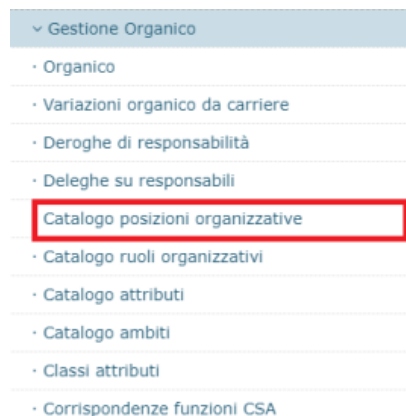 Gestione Organico
· Organico
· Variazioni organico da carriere
· Deroghe di responsabilità
· Deleghe su responsabili
Catalogo posizioni organizzative
· Catalogo ruoli organizzativi
· Catalogo attributi
· Catalogo ambiti
· Classi attributi
· Corrispondenze funzioni CSA